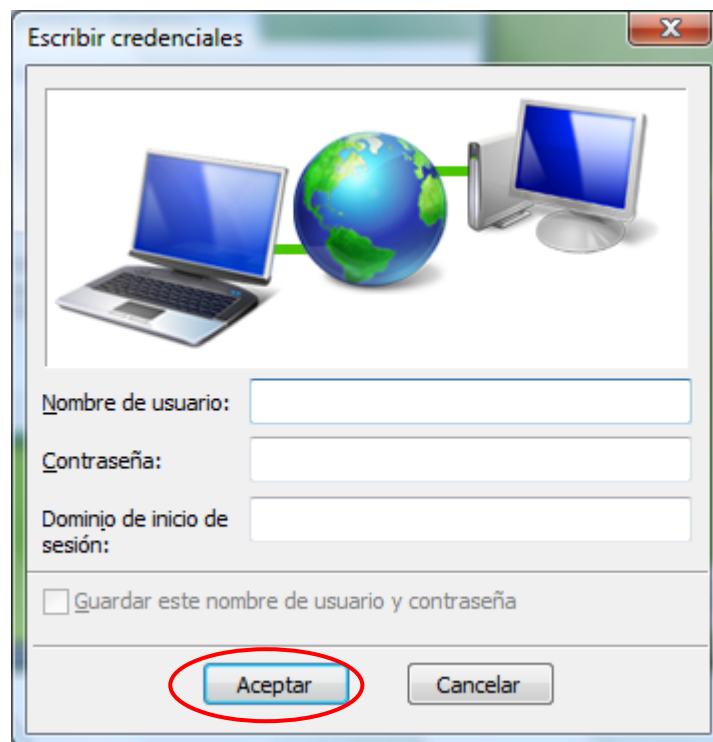 Escribir credenciales
Nombre de usuario:
Contraseña:
Dominio de inicio de
sesión:
Guardar este nombre de usuario y contraseña
Aceptar
Cancelar